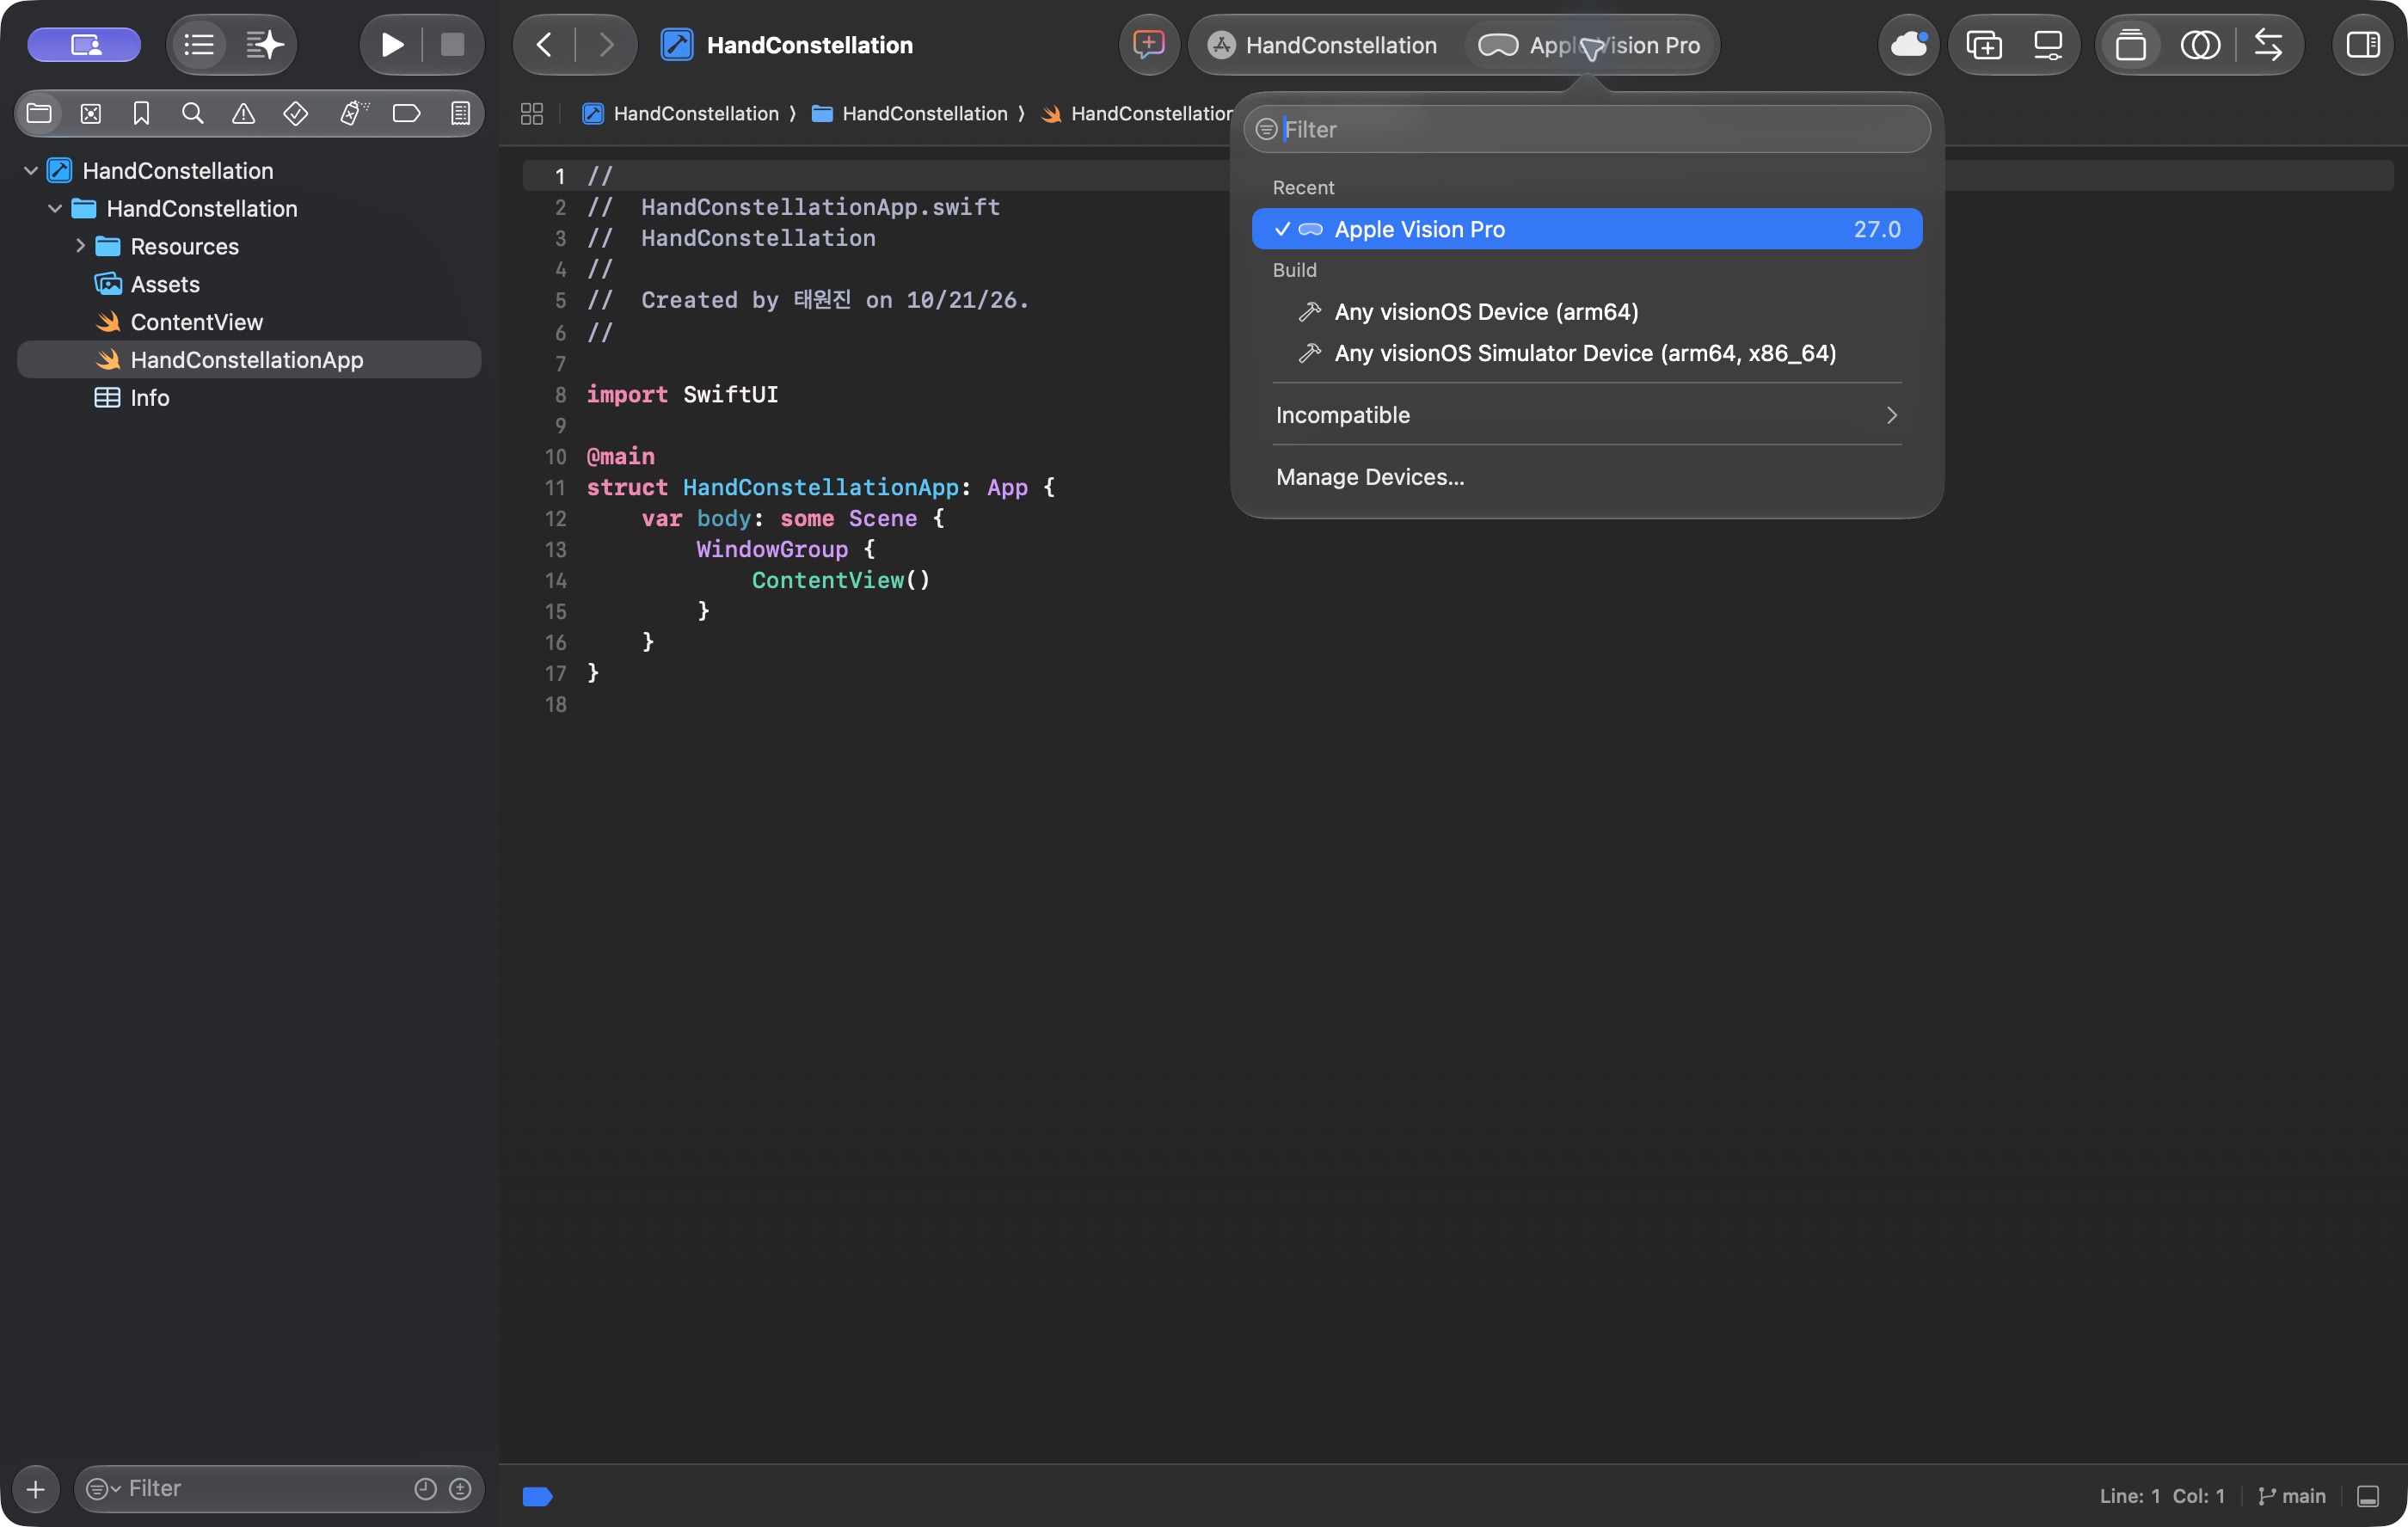 HandConstellation
HandConstellation
HandConstellation
HandConstellation
Resources
Assets
ContentView
HandConstellationApp
Info
Filter
HandConstellation
HandConstellation
Filter
Recent
Apple Vision Pro 27.0
Build
Any visionOS Device (arm64)
Any visionOS Simulator Device (arm64, x86_64)
Incompatible
Manage Devices...
1 //
2 // HandConstellationApp.swift
3 // HandConstellation
4 //
5 // Created by 태원진 on 10/21/26.
6 //
7
8 import SwiftUI
9
10 @main
11 struct HandConstellationApp: App {
12 var body: some Scene {
13 WindowGroup {
14 ContentView()
15 }
16 }
17 }
18
Line: 1 Col: 1
main